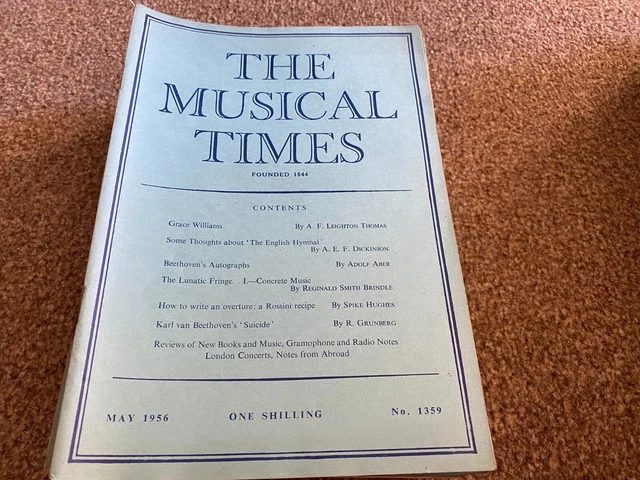 THE
MUSICAL
TIMES
FOUNDED 1844
CONTENTS
Grace Williams By A. F. LEIGHTON THOMAS
Some Thoughts about 'The English Hymnal'
By A. E. F. DICKINSON
Beethoven's Autographs By ADOLF ABER
The Lunatic Fringe. I.—Concrete Music
By REGINALD SMITH BRINDLE
How to write an overture: a Rossini recipe By SPIKE HUGHES
Karl van Beethoven's 'Suicide' By R. GRUNBERG
Reviews of New Books and Music, Gramophone and Radio Notes
London Concerts, Notes from Abroad
MAY 1956 ONE SHILLING No. 1359